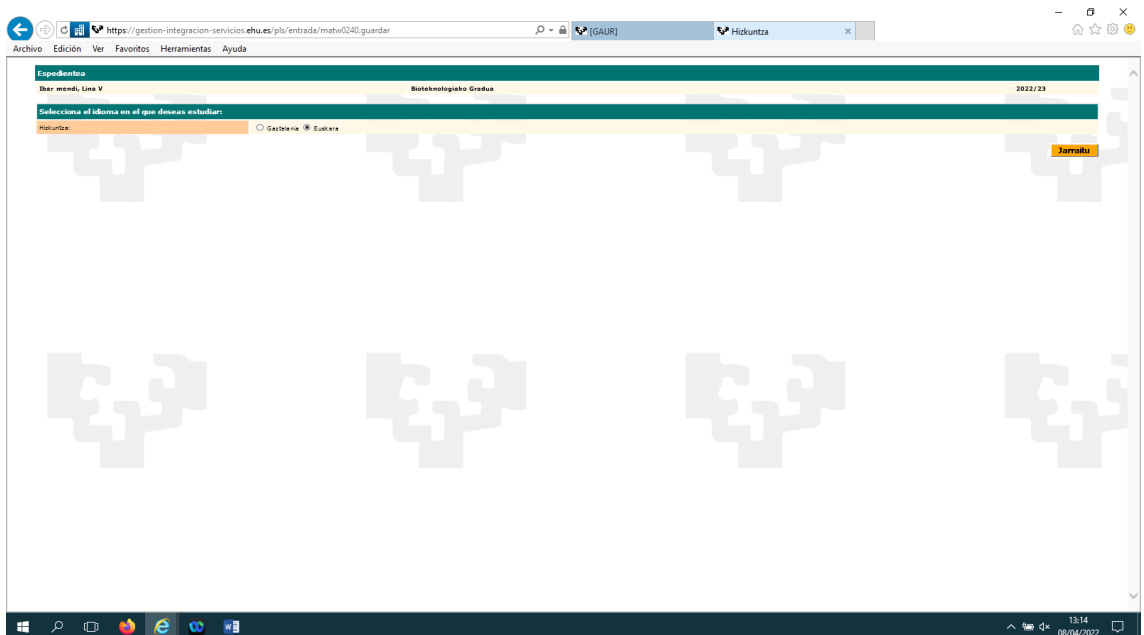 https://gestion-integracion-servicios.ehu.es/pls/entrada/matw0240.guardar [GAUR] Hizkuntza
Archivo Edición Ver Favoritos Herramientas Ayuda
Espedientea
Ibar mendi, Lina V Bioteknologiako Gradua 2022/23
Selecciona el idioma en el que deseas estudiar:
Hizkuntza: Gaztelania Euskara
Jarraitu
13:14
08/04/2022